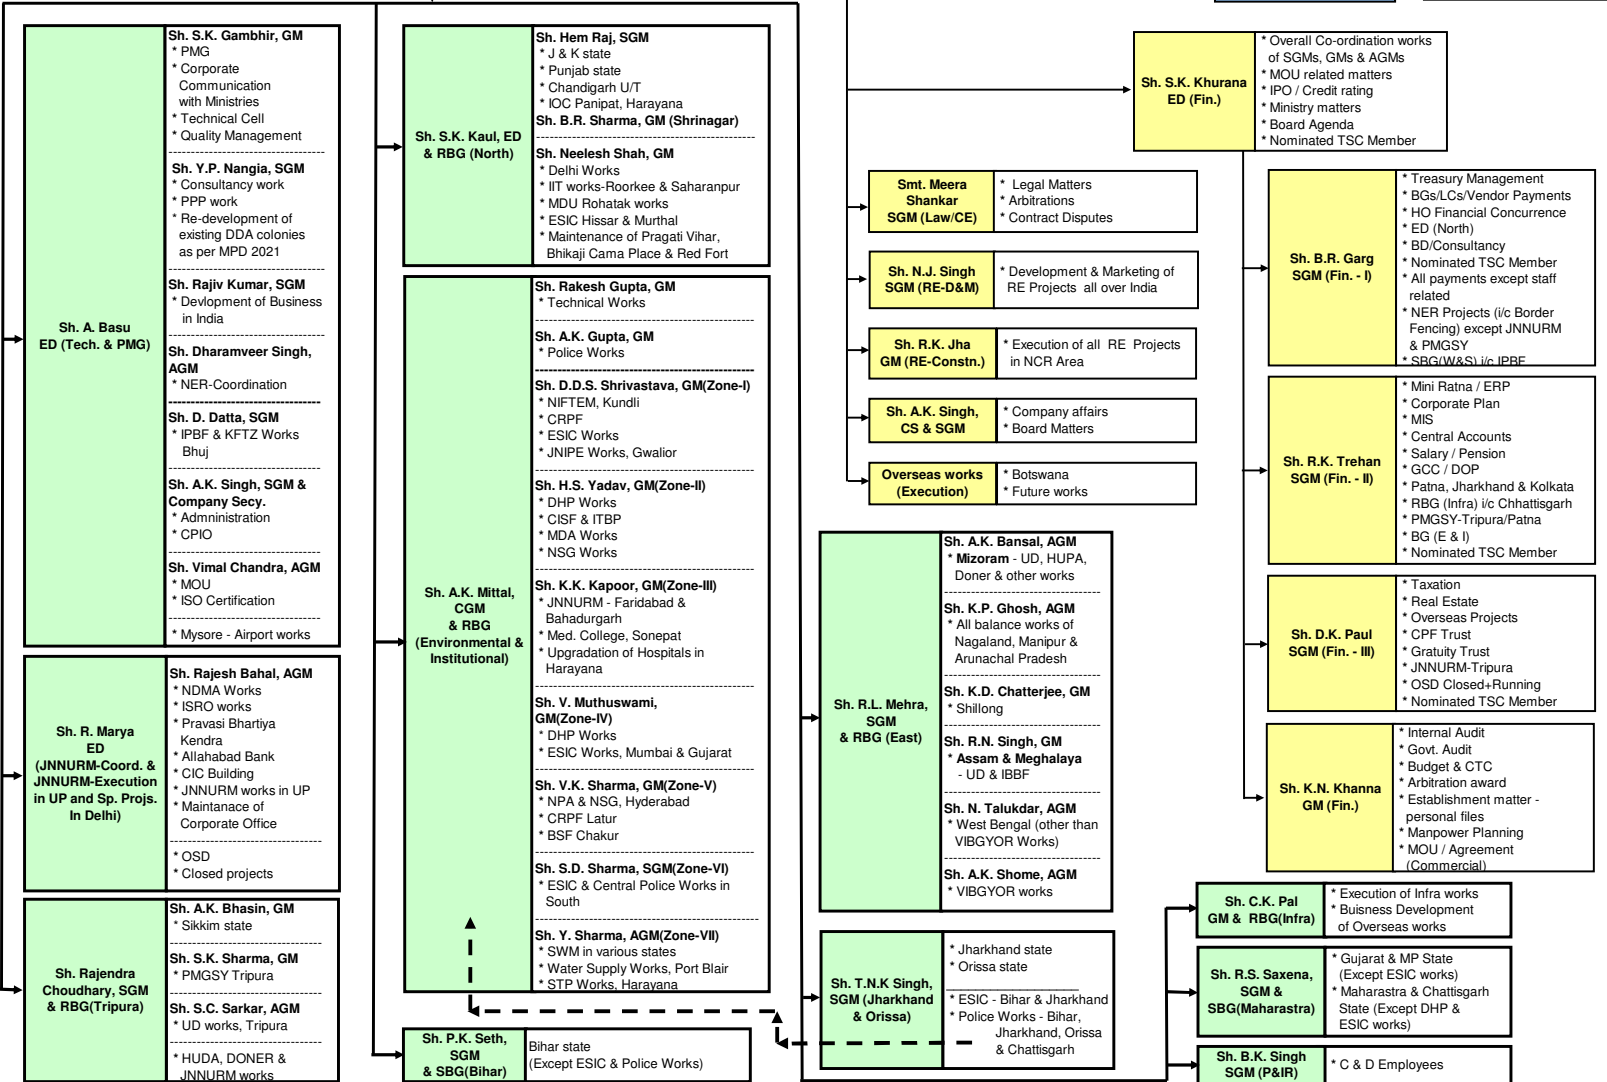 Sh. A. Basu
ED (Tech. & PMG)
Sh. S.K. Gambhir, GM
* PMG
* Corporate
Communication
with Ministries
* Technical Cell
* Quality Management
Sh. Y.P. Nangia, SGM
* Consultancy work
* PPP work
* Re-development of
existing DDA colonies
as per MPD 2021
Sh. Rajiv Kumar, SGM
* Devlopment of Business
in India
Sh. Dharamveer Singh,
AGM
* NER-Coordination
Sh. D. Datta, SGM
* IPBF & KFTZ Works
Bhuj
Sh. A.K. Singh, SGM &
Company Secy.
* Admninistration
* CPIO
Sh. Vimal Chandra, AGM
* MOU
* ISO Certification
* Mysore - Airport works
Sh. R. Marya
ED
(JNNURM-Coord. &
JNNURM-Execution
in UP and Sp. Projs.
In Delhi)
Sh. Rajesh Bahal, AGM
* NDMA Works
* ISRO works
* Pravasi Bhartiya
Kendra
* Allahabad Bank
* CIC Building
* JNNURM works in UP
* Maintanace of
Corporate Office
* OSD
* Closed projects
Sh. Rajendra
Choudhary, SGM
& RBG(Tripura)
Sh. A.K. Bhasin, GM
* Sikkim state
Sh. S.K. Sharma, GM
* PMGSY Tripura
Sh. S.C. Sarkar, AGM
* UD works, Tripura
* HUDA, DONER &
JNNURM works
Sh. S.K. Kaul, ED
& RBG (North)
Sh. Hem Raj, SGM
* J & K state
* Punjab state
* Chandigarh U/T
* IOC Panipat, Harayana
Sh. B.R. Sharma, GM (Shrinagar)
Sh. Neelesh Shah, GM
* Delhi Works
* IIT works-Roorkee & Saharanpur
* MDU Rohatak works
* ESIC Hissar & Murthal
* Maintenance of Pragati Vihar,
Bhikaji Cama Place & Red Fort
Sh. A.K. Mittal,
CGM
& RBG
(Environmental &
Institutional)
Sh. Rakesh Gupta, GM
* Technical Works
Sh. A.K. Gupta, GM
* Police Works
Sh. D.D.S. Shrivastava, GM(Zone-I)
* NIFTEM, Kundli
* CRPF
* ESIC Works
* JNIPE Works, Gwalior
Sh. H.S. Yadav, GM(Zone-II)
* DHP Works
* CISF & ITBP
* MDA Works
* NSG Works
Sh. K.K. Kapoor, GM(Zone-III)
* JNNURM - Faridabad &
Bahadurgarh
* Med. College, Sonepat
* Upgradation of Hospitals in
Harayana
Sh. V. Muthuswami,
GM(Zone-IV)
* DHP Works
* ESIC Works, Mumbai & Gujarat
Sh. V.K. Sharma, GM(Zone-V)
* NPA & NSG, Hyderabad
* CRPF Latur
* BSF Chakur
Sh. S.D. Sharma, SGM(Zone-VI)
* ESIC & Central Police Works in
South
Sh. Y. Sharma, AGM(Zone-VII)
* SWM in various states
* Water Supply Works, Port Blair
* STP Works, Harayana
Sh. P.K. Seth,
SGM
& SBG(Bihar)
Bihar state
(Except ESIC & Police Works)
Sh. S.K. Khurana
ED (Fin.)
* Overall Co-ordination works
of SGMs, GMs & AGMs
* MOU related matters
* IPO / Credit rating
* Ministry matters
* Board Agenda
* Nominated TSC Member
Smt. Meera
Shankar
SGM (Law/CE)
* Legal Matters
* Arbitrations
* Contract Disputes
Sh. N.J. Singh
SGM (RE-D&M)
* Development & Marketing of
RE Projects all over India
Sh. R.K. Jha
GM (RE-Constn.)
* Execution of all RE Projects
in NCR Area
Sh. A.K. Singh,
CS & SGM
* Company affairs
* Board Matters
Overseas works
(Execution)
* Botswana
* Future works
Sh. B.R. Garg
SGM (Fin. - I)
* Treasury Management
* BGs/LCs/Vendor Payments
* HO Financial Concurrence
* ED (North)
* BD/Consultancy
* Nominated TSC Member
* All payments except staff
related
* NER Projects (i/c Border
Fencing) except JNNURM
& PMGSY
* SBG(W&S) i/c IPBF
Sh. R.K. Trehan
SGM (Fin. - II)
* Mini Ratna / ERP
* Corporate Plan
* MIS
* Central Accounts
* Salary / Pension
* GCC / DOP
* Patna, Jharkhand & Kolkata
* RBG (Infra) i/c Chhattisgarh
* PMGSY-Tripura/Patna
* BG (E & I)
* Nominated TSC Member
Sh. D.K. Paul
SGM (Fin. - III)
* Taxation
* Real Estate
* Overseas Projects
* CPF Trust
* Gratuity Trust
* JNNURM-Tripura
* OSD Closed+Running
* Nominated TSC Member
Sh. K.N. Khanna
GM (Fin.)
* Internal Audit
* Govt. Audit
* Budget & CTC
* Arbitration award
* Establishment matter -
personal files
* Manpower Planning
* MOU / Agreement
(Commercial)
Sh. R.L. Mehra,
SGM
& RBG (East)
Sh. A.K. Bansal, AGM
* Mizoram - UD, HUPA,
Doner & other works
Sh. K.P. Ghosh, AGM
* All balance works of
Nagaland, Manipur &
Arunachal Pradesh
Sh. K.D. Chatterjee, GM
* Shillong
Sh. R.N. Singh, GM
* Assam & Meghalaya
- UD & IBBF
Sh. N. Talukdar, AGM
* West Bengal (other than
VIBGYOR Works)
Sh. A.K. Shome, AGM
* VIBGYOR works
Sh. T.N.K Singh,
SGM (Jharkhand
& Orissa)
* Jharkhand state
* Orissa state
* ESIC - Bihar & Jharkhand
* Police Works - Bihar,
Jharkhand, Orissa
& Chattisgarh
Sh. C.K. Pal
GM & RBG(Infra)
* Execution of Infra works
* Buisness Development
of Overseas works
Sh. R.S. Saxena,
SGM &
SBG(Maharastra)
* Gujarat & MP State
(Except ESIC works)
* Maharastra & Chattisgarh
State (Except DHP &
ESIC works)
Sh. B.K. Singh
SGM (P&IR)
* C & D Employees